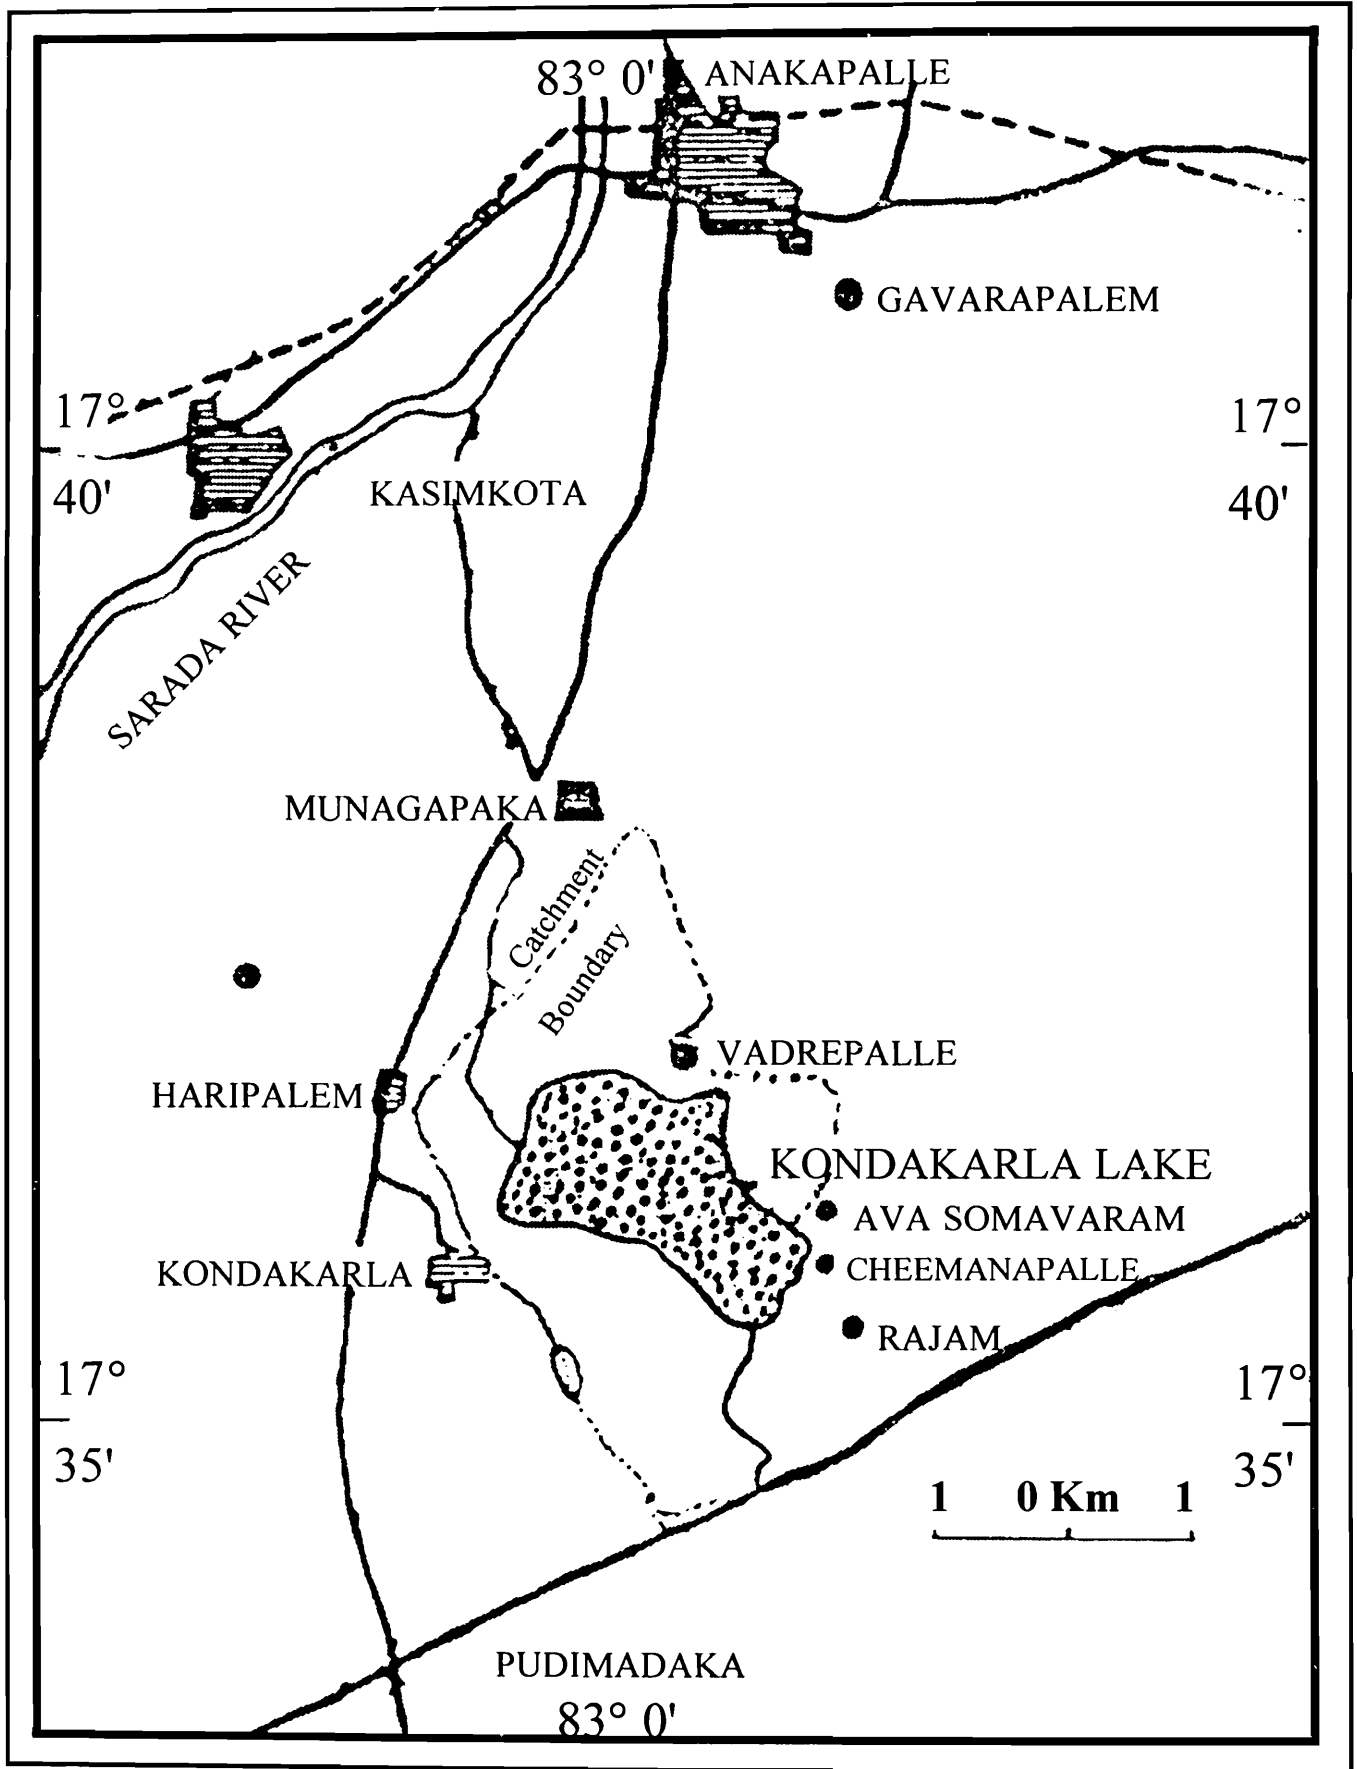 83° 0' ANAKAPALLE
GAVARAPALEM
17° 17°
40' 40'
KASIMKOTA
SARADA RIVER
MUNAGAPAKA
Catchment
Boundary
VADREPALLE
HARIPALEM
KONDAKARLA LAKE
AVA SOMAVARAM
KONDAKARLA
CHEEMANAPALLE
RAJAM
17° 17°
35' 35'
1 0 Km 1
PUDIMADAKA
83° 0'